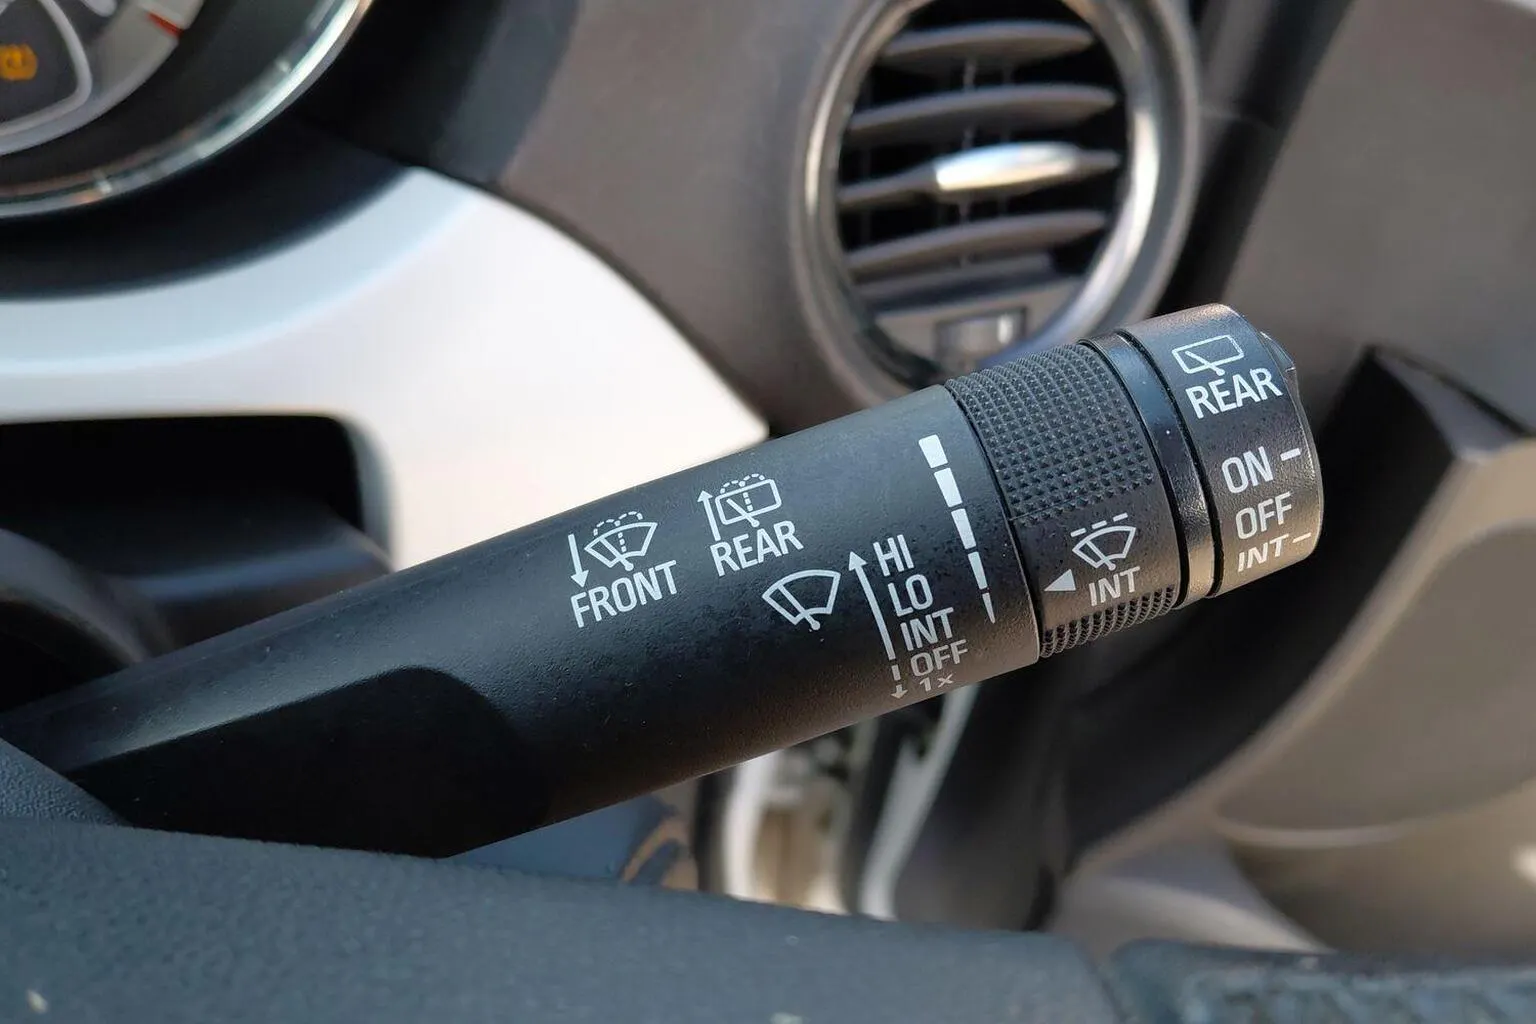 FRONT
REAR
HI
LO
INT
OFF
1x
INT
REAR
ON
OFF
INT